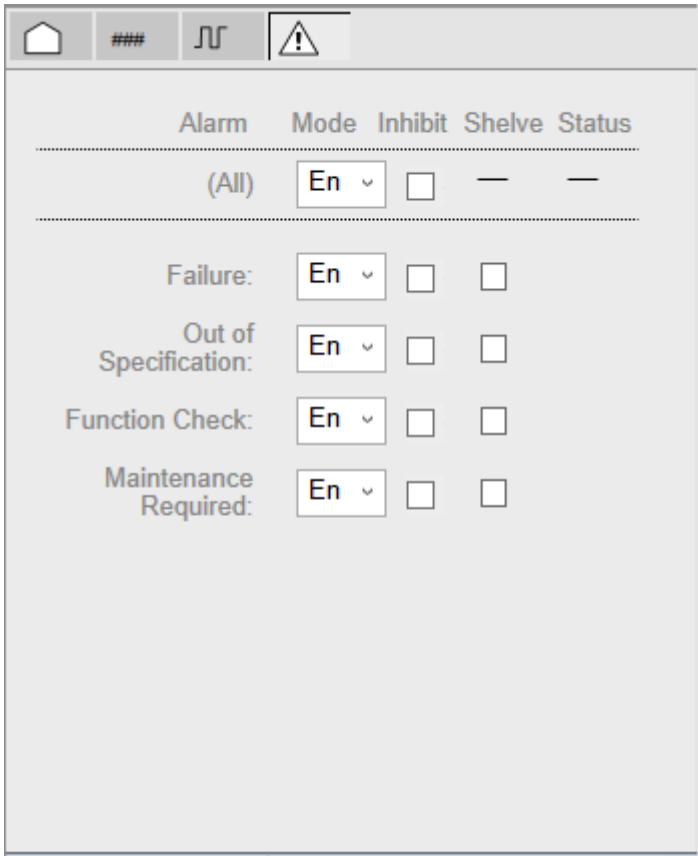 ###
Alarm Mode Inhibit Shelve Status
(All) En — —
Failure: En
Out of
Specification: En
Function Check: En
Maintenance
Required: En